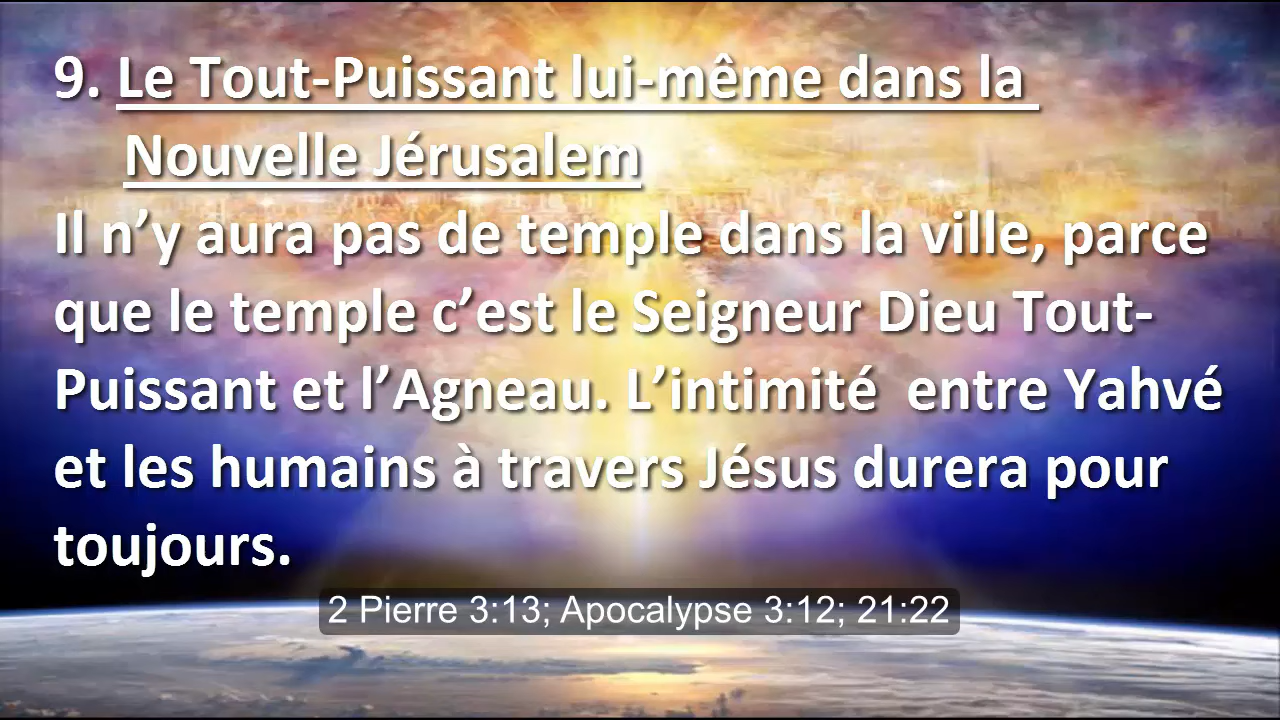 9. Le Tout-Puissant lui-même dans la
Nouvelle Jérusalem
Il n’y aura pas de temple dans la ville, parce
que le temple c’est le Seigneur Dieu Tout-
Puissant et l’Agneau. L’intimité  entre Yahvé
et les humains à travers Jésus durera pour
toujours.
2 Pierre 3:13; Apocalypse 3:12; 21:22